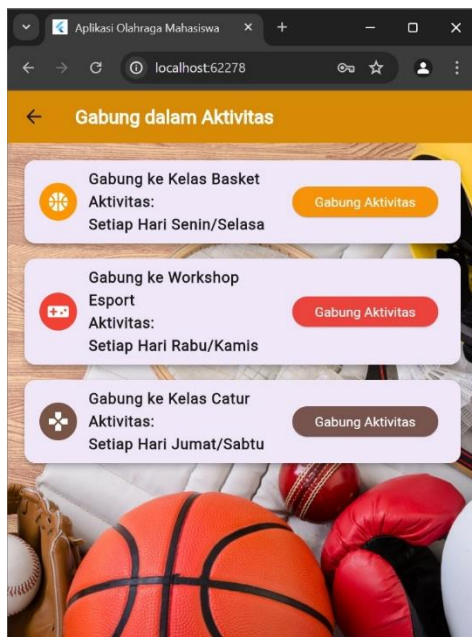 Aplikasi Olahraga Mahasiswa
localhost:62278
Gabung dalam Aktivitas
Gabung ke Kelas Basket
Aktivitas:
Setiap Hari Senin/Selasa
Gabung Aktivitas
Gabung ke Workshop
Esport
Aktivitas:
Setiap Hari Rabu/Kamis
Gabung Aktivitas
Gabung ke Kelas Catur
Aktivitas:
Setiap Hari Jumat/Sabtu
Gabung Aktivitas